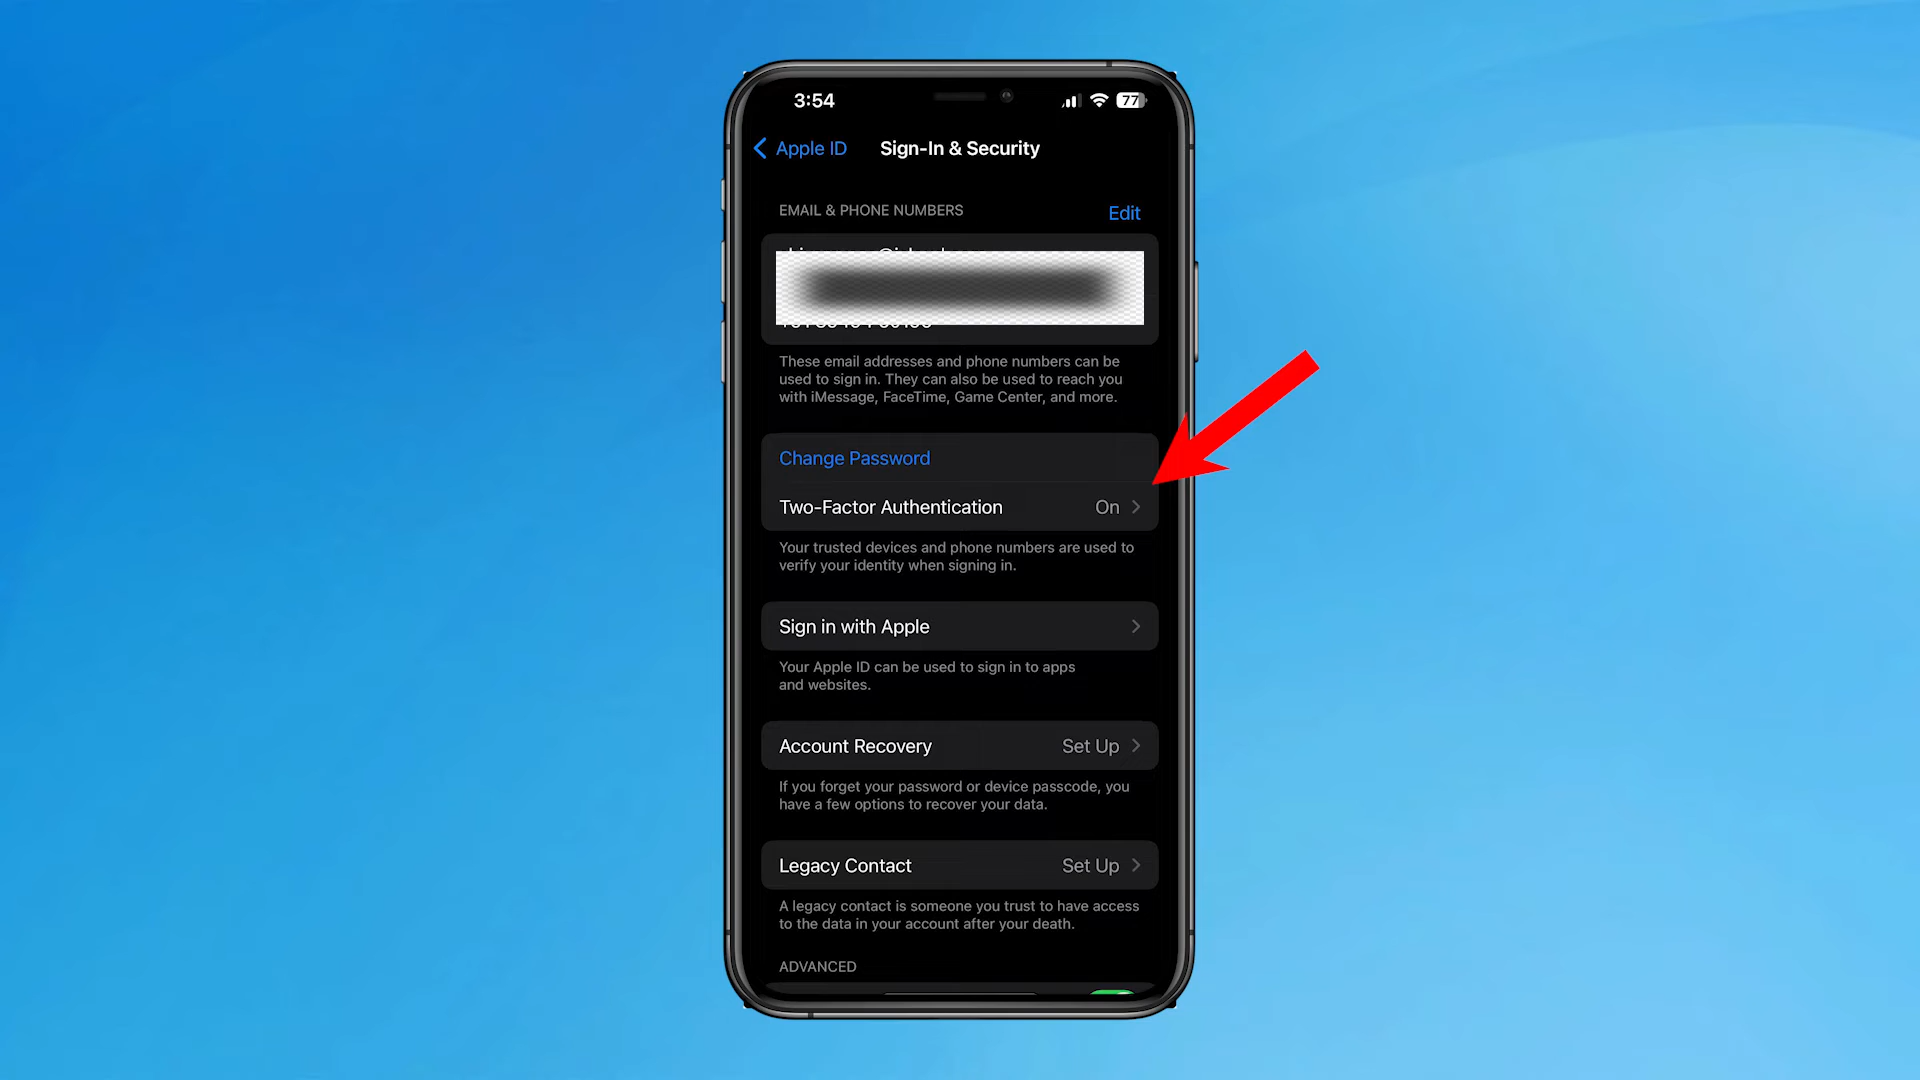 3:54
77
Apple ID
Sign-In & Security
EMAIL & PHONE NUMBERS
Edit
These email addresses and phone numbers can be
used to sign in. They can also be used to reach you
with iMessage, FaceTime, Game Center, and more.
Change Password
Two-Factor Authentication
On
Your trusted devices and phone numbers are used to
verify your identity when signing in.
Sign in with Apple
Your Apple ID can be used to sign in to apps
and websites.
Account Recovery
Set Up
If you forget your password or device passcode, you
have a few options to recover your data.
Legacy Contact
Set Up
A legacy contact is someone you trust to have access
to the data in your account after your death.
ADVANCED